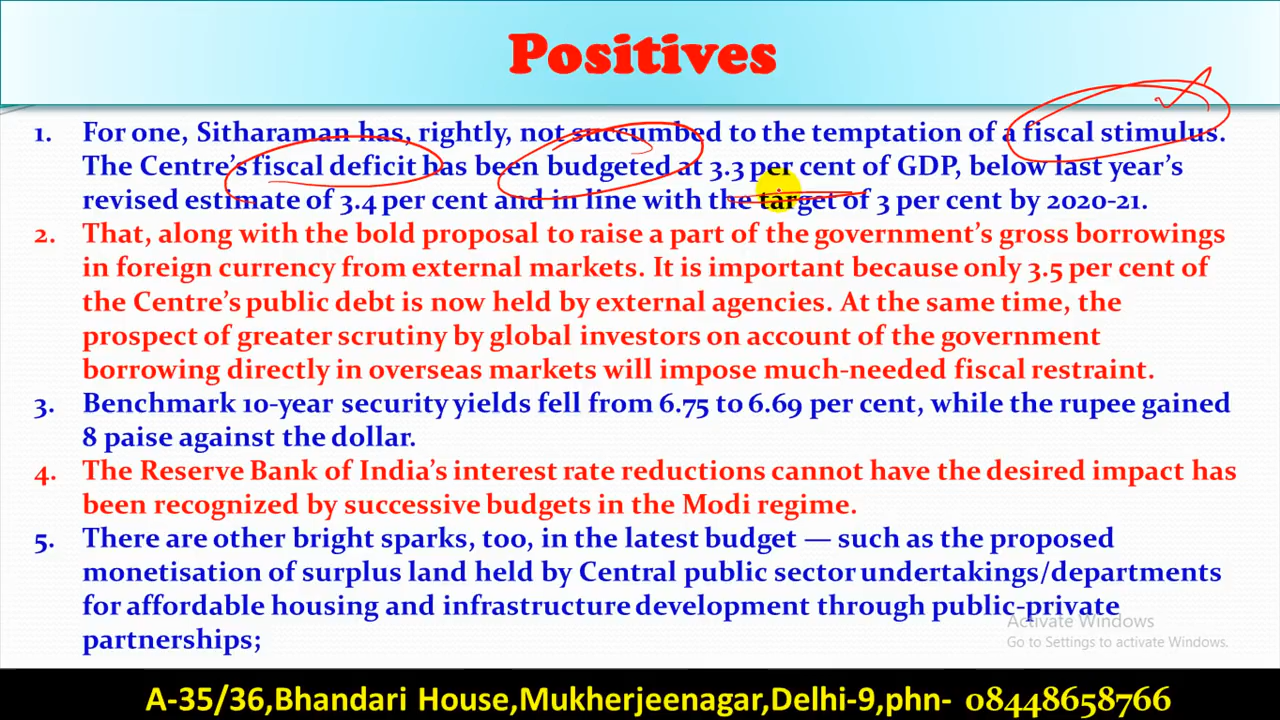 Positives
1. For one, Sitharaman has, rightly, not succumbed to the temptation of a fiscal stimulus.
The Centre's fiscal deficit has been budgeted at 3.3 per cent of GDP, below last year's
revised estimate of 3.4 per cent and in line with the target of 3 per cent by 2020-21.
2. That, along with the bold proposal to raise a part of the government's gross borrowings
in foreign currency from external markets. It is important because only 3.5 per cent of
the Centre's public debt is now held by external agencies. At the same time, the
prospect of greater scrutiny by global investors on account of the government
borrowing directly in overseas markets will impose much-needed fiscal restraint.
3. Benchmark 10-year security yields fell from 6.75 to 6.69 per cent, while the rupee gained
8 paise against the dollar.
4. The Reserve Bank of India's interest rate reductions cannot have the desired impact has
been recognized by successive budgets in the Modi regime.
5. There are other bright sparks, too, in the latest budget — such as the proposed
monetisation of surplus land held by Central public sector undertakings/departments
for affordable housing and infrastructure development through public-private
partnerships;
Activate Windows
Go to Settings to activate Windows.
A-35/36,Bhandari House,Mukherjeenagar,Delhi-9,phn- 08448658766